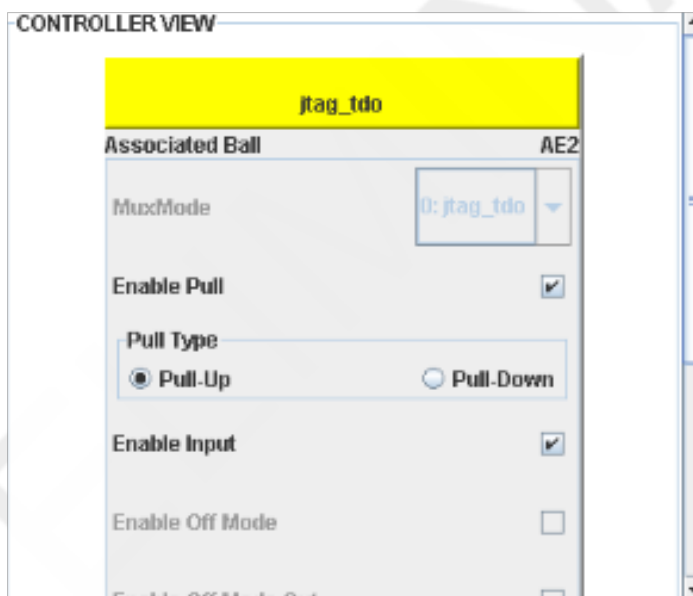 CONTROLLER VIEW
jtag_tdo
Associated Ball AE2
MuxMode 0: jtag_tdo
Enable Pull
Pull Type
Pull-Up Pull-Down
Enable Input
Enable Off Mode